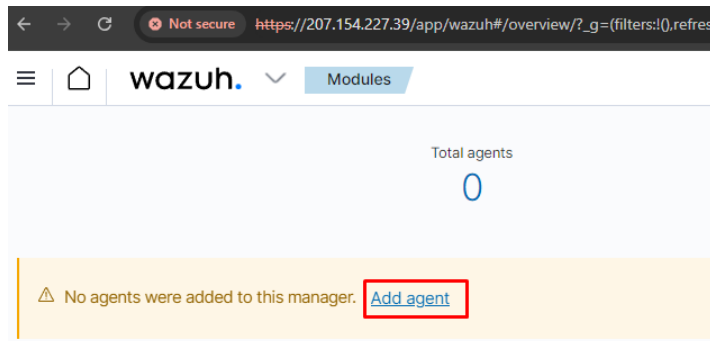 Not secure https://207.154.227.39/app/wazuh#/overview/?_g=(filters:!(),refres
wazuh. Modules
Total agents
0
No agents were added to this manager. Add agent